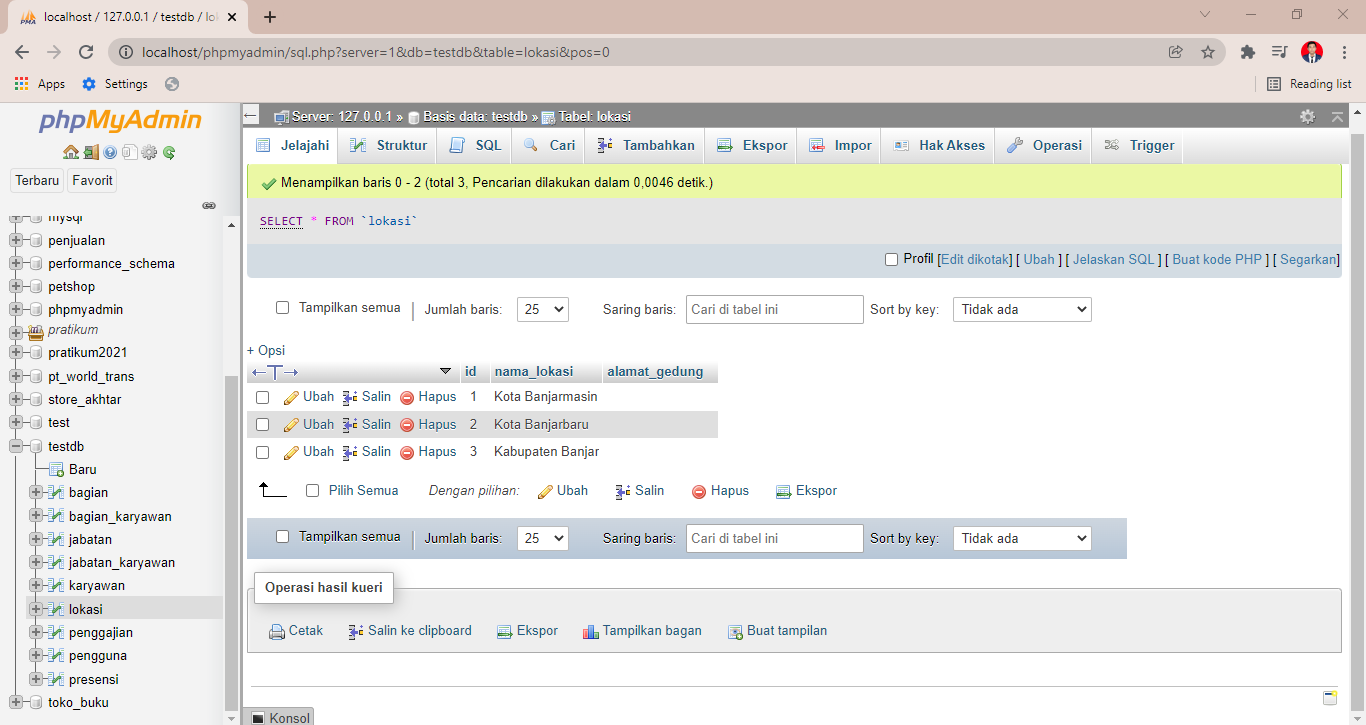 localhost / 127.0.0.1 / testdb / lo
localhost/phpmyadmin/sql.php?server=1&db=testdb&table=lokasi&pos=0
Apps Settings Reading list
phpMyAdmin
Terbaru Favorit
mysql
penjualan
performance_schema
petshop
phpmyadmin
pratikum
pratikum2021
pt_world_trans
store_akhtar
test
testdb
Baru
bagian
bagian_karyawan
jabatan
jabatan_karyawan
karyawan
lokasi
penggajian
pengguna
presensi
toko_buku
Server: 127.0.0.1 » Basis data: testdb » Tabel: lokasi
Jelajahi Struktur SQL Cari Tambahkan Ekspor Impor Hak Akses Operasi Trigger
Menampilkan baris 0 - 2 (total 3, Pencarian dilakukan dalam 0,0046 detik.)
SELECT * FROM `lokasi`
Profil [Edit dikotak] [ Ubah ] [ Jelaskan SQL ] [ Buat kode PHP ] [ Segarkan]
Tampilkan semua | Jumlah baris: 25 Saring baris: Cari di tabel ini Sort by key: Tidak ada
+ Opsi
←T→ id nama_lokasi alamat_gedung
Ubah Salin Hapus 1 Kota Banjarmasin
Ubah Salin Hapus 2 Kota Banjarbaru
Ubah Salin Hapus 3 Kabupaten Banjar
Pilih Semua Dengan pilihan: Ubah Salin Hapus Ekspor
Tampilkan semua | Jumlah baris: 25 Saring baris: Cari di tabel ini Sort by key: Tidak ada
Operasi hasil kueri
Cetak Salin ke clipboard Ekspor Tampilkan bagan Buat tampilan
Konsol